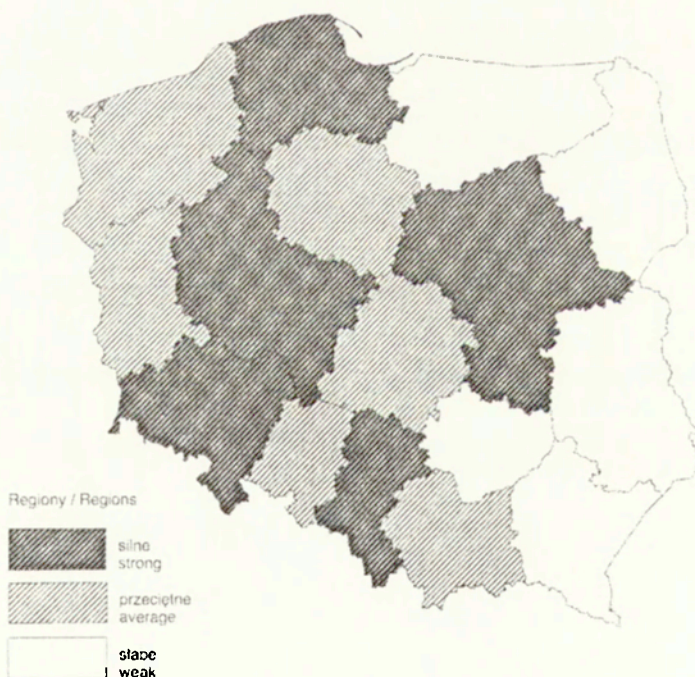 Regiony / Regions
silne
strong
przeciętne
average
słabe
weak